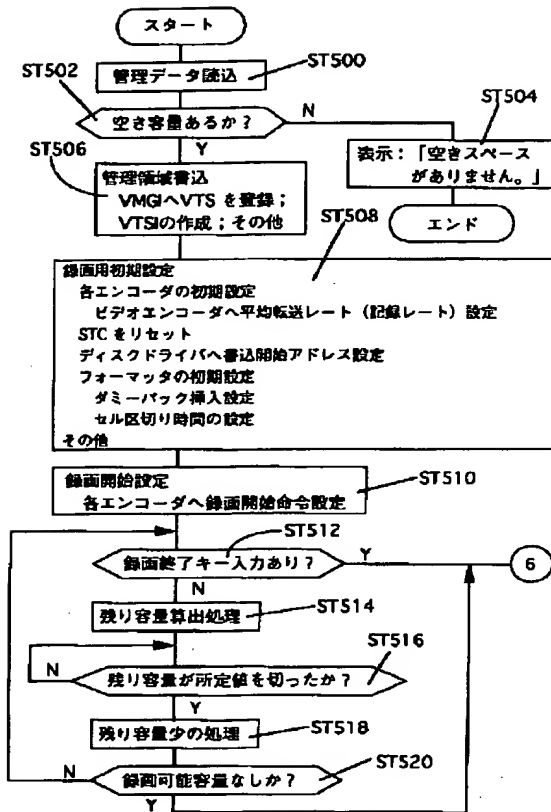 スタート
ST500
管理データ読込
ST502
空き容量あるか？
N
Y
ST504
表示：「空きスペース
がありません。」
エンド
ST506
管理領域書込
VMGIへVTSを登録；
VTSIの作成；その他
ST508
録画用初期設定
各エンコーダの初期設定
ビデオエンコーダへ平均転送レート（記録レート）設定
STCをリセット
ディスクドライバへ書込開始アドレス設定
フォーマッタの初期設定
ダミーパック挿入設定
セル区切り時間の設定
その他
録画開始設定
各エンコーダへ録画開始命令設定
ST510
ST512
録画終了キー入力あり？
Y
6
N
残り容量算出処理
ST514
ST516
N
残り容量が所定値を切ったか？
Y
残り容量少の処理
ST518
N
録画可能容量なしか？
ST520
Y